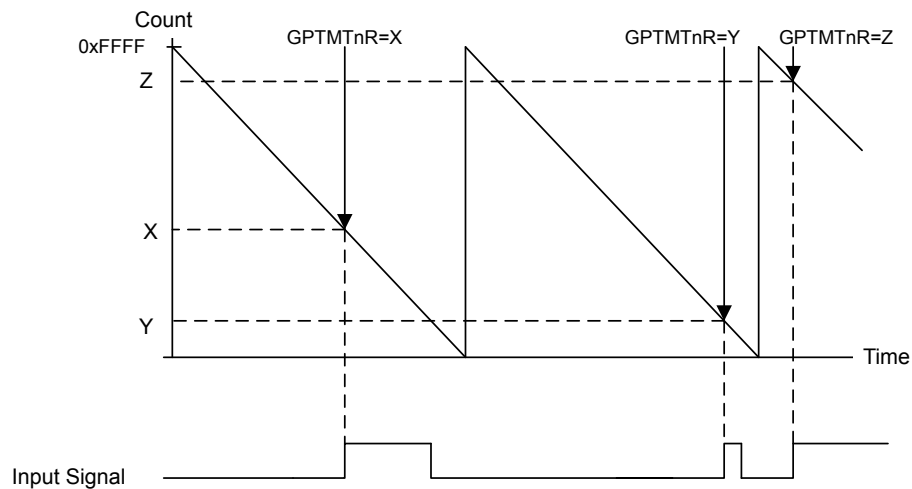 Count
0xFFFF
GPTMTnR=X
GPTMTnR=Y
GPTMTnR=Z
Z
X
Y
Time
Input Signal